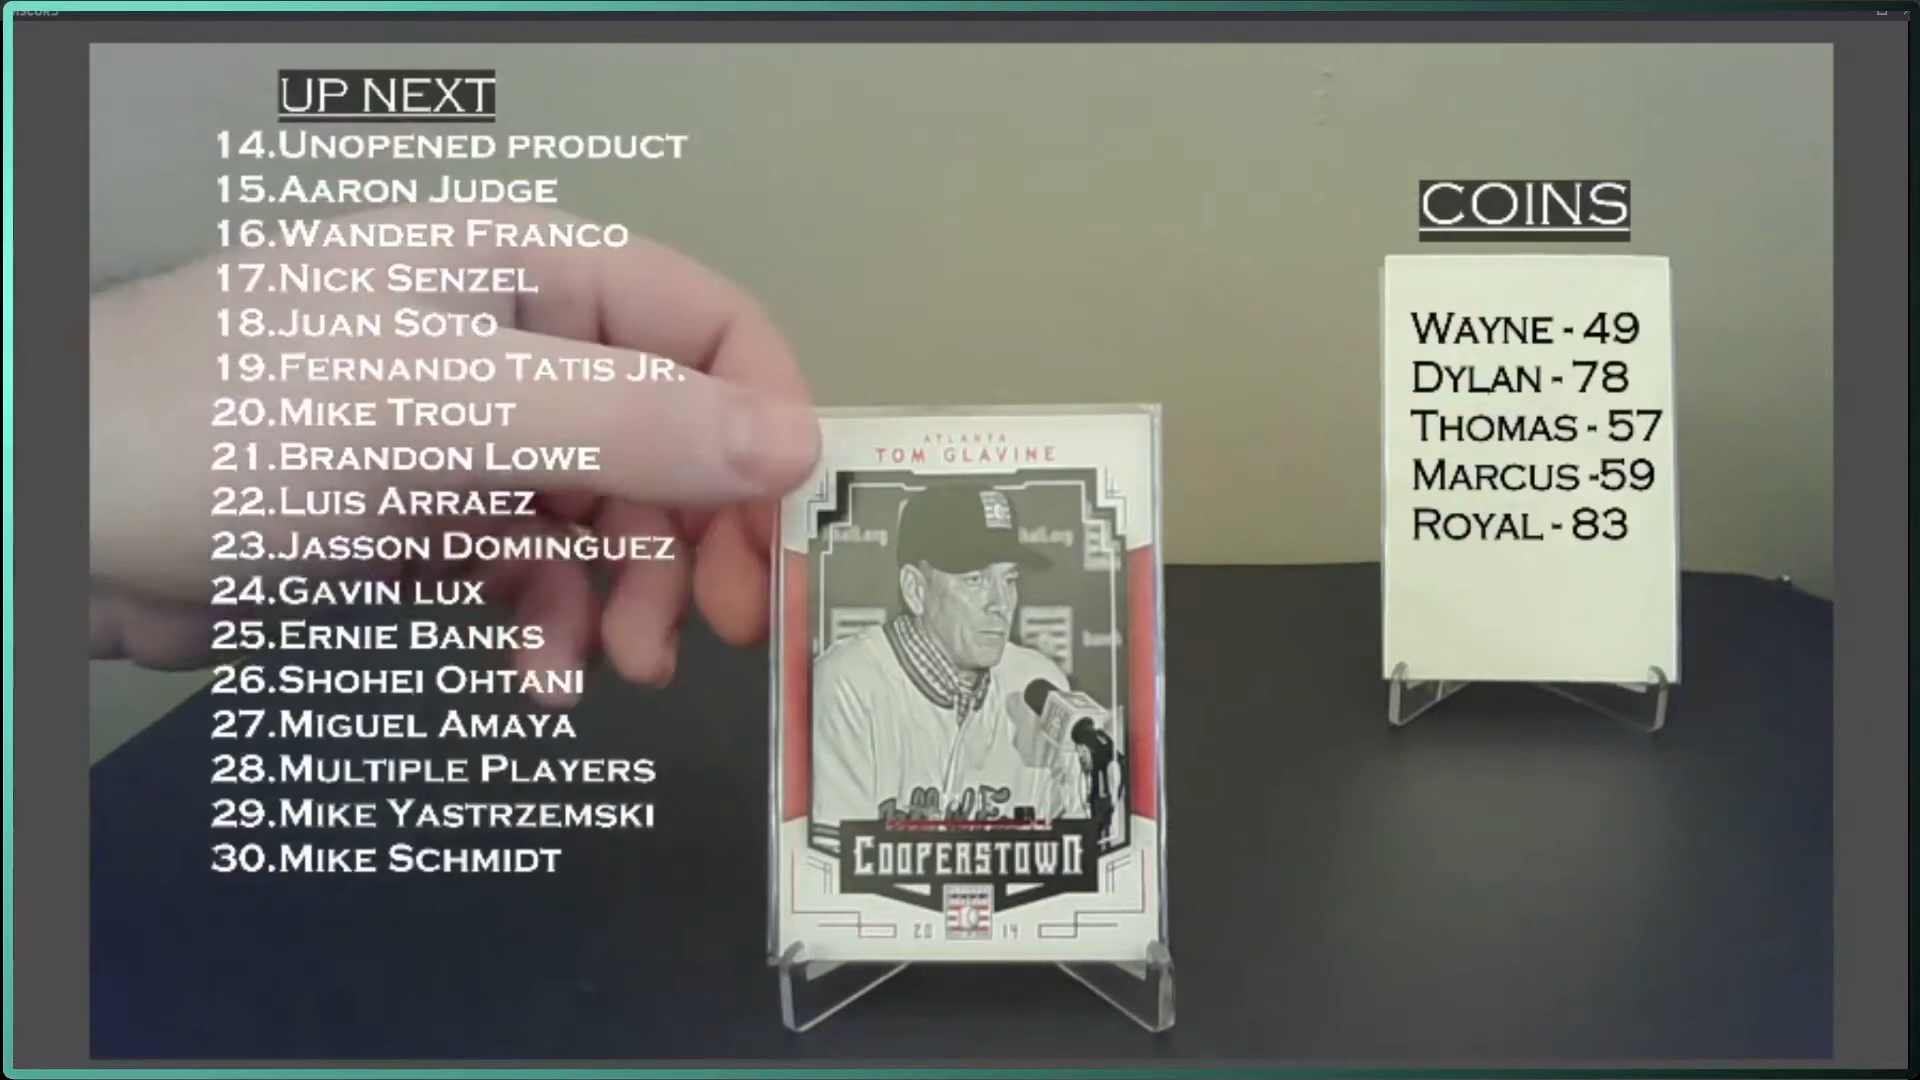 UP NEXT
14.UNOPENED PRODUCT
15.AARON JUDGE
16.WANDER FRANCO
17.NICK SENZEL
18.JUAN SOTO
19.FERNANDO TATIS JR.
20.MIKE TROUT
21.BRANDON LOWE
22.LUIS ARRAEZ
23.JASSON DOMINGUEZ
24.GAVIN LUX
25.ERNIE BANKS
26.SHOHEI OHTANI
27.MIGUEL AMAYA
28.MULTIPLE PLAYERS
29.MIKE YASTRZEMSKI
30.MIKE SCHMIDT
COINS
WAYNE - 49
DYLAN - 78
THOMAS - 57
MARCUS -59
ROYAL - 83
ATLANTA
TOM GLAVINE
COOPERSTOWN
20 14